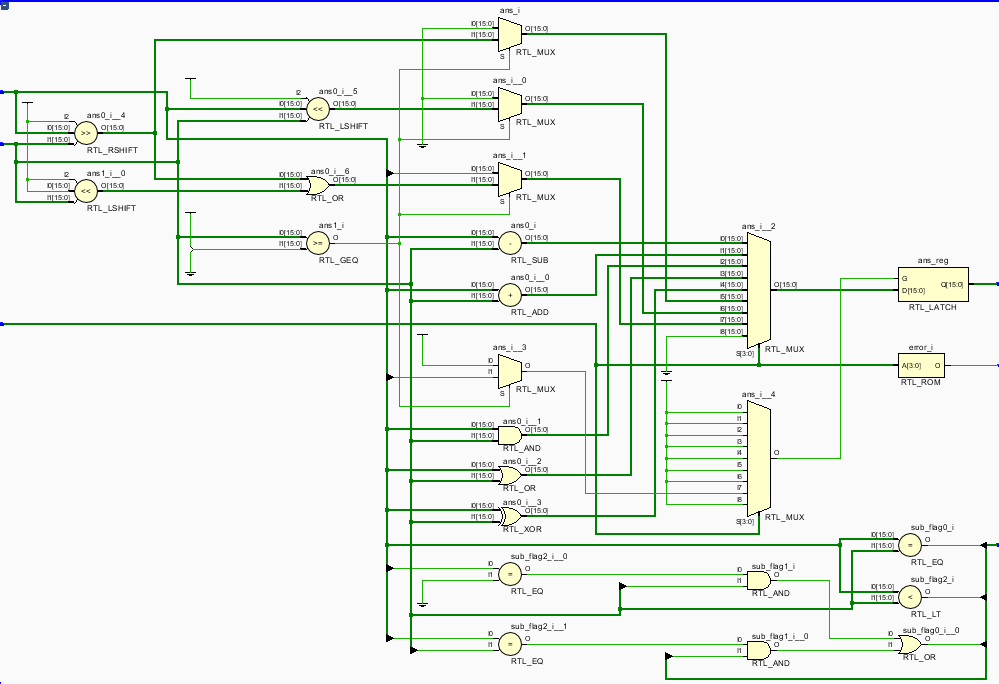 ans_i
I0[15:0] O[15:0]
I1[15:0]
S RTL_MUX
ans_i__0
I0[15:0] O[15:0]
I1[15:0]
S RTL_MUX
ans0_i__5
I2
I0[15:0] << O[15:0]
I1[15:0]
RTL_LSHIFT
ans0_i__4
I2
I0[15:0] >> O[15:0]
I1[15:0]
RTL_RSHIFT
ans_i__1
I0[15:0] O[15:0]
I1[15:0]
S RTL_MUX
ans0_i__6
I0[15:0] O[15:0]
I1[15:0]
RTL_OR
ans1_i__0
I2
I0[15:0] << O[15:0]
I1[15:0]
RTL_LSHIFT
ans1_i
I0[15:0] >= O
I1[15:0]
RTL_GEQ
ans0_i
I0[15:0] - O[15:0]
I1[15:0]
RTL_SUB
ans0_i__0
I0[15:0] + O[15:0]
I1[15:0]
RTL_ADD
ans_i__2
I0[15:0]
I1[15:0]
I2[15:0]
I3[15:0]
I4[15:0] O[15:0]
I5[15:0]
I6[15:0]
I7[15:0]
I8[15:0]
S[3:0] RTL_MUX
ans_reg
G
D[15:0] Q[15:0]
RTL_LATCH
error_i
A[3:0] O
RTL_ROM
ans_i__3
I0
I1 O
S RTL_MUX
ans_i__4
I0
I1
I2
I3
I4 O
I5
I6
I7
I8
S[3:0] RTL_MUX
ans0_i__1
I0[15:0] O[15:0]
I1[15:0]
RTL_AND
ans0_i__2
I0[15:0] O[15:0]
I1[15:0]
RTL_OR
ans0_i__3
I0[15:0] O[15:0]
I1[15:0]
RTL_XOR
sub_flag0_i
I0[15:0] = O
I1[15:0]
RTL_EQ
sub_flag2_i__0
I0 = O
I1
RTL_EQ
sub_flag1_i
I0 O
I1
RTL_AND
sub_flag2_i
I0[15:0] < O
I1[15:0]
RTL_LT
sub_flag2_i__1
I0 = O
I1
RTL_EQ
sub_flag1_i__0
I0 O
I1
RTL_AND
sub_flag0_i__0
I0 O
I1
RTL_OR